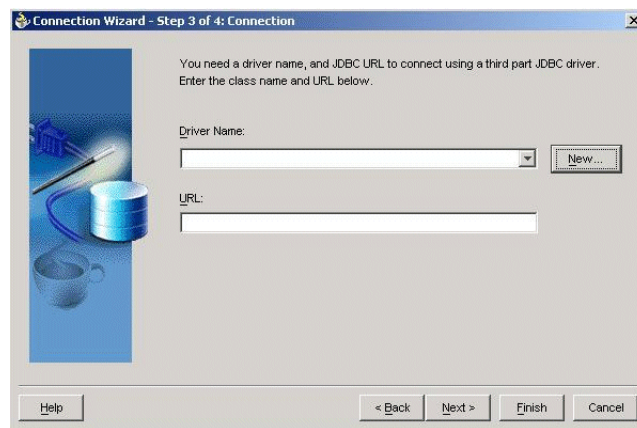 Connection Wizard - Step 3 of 4: Connection
You need a driver name, and JDBC URL to connect using a third part JDBC driver.
Enter the class name and URL below.
Driver Name:
New...
URL:
Help
< Back
Next >
Finish
Cancel